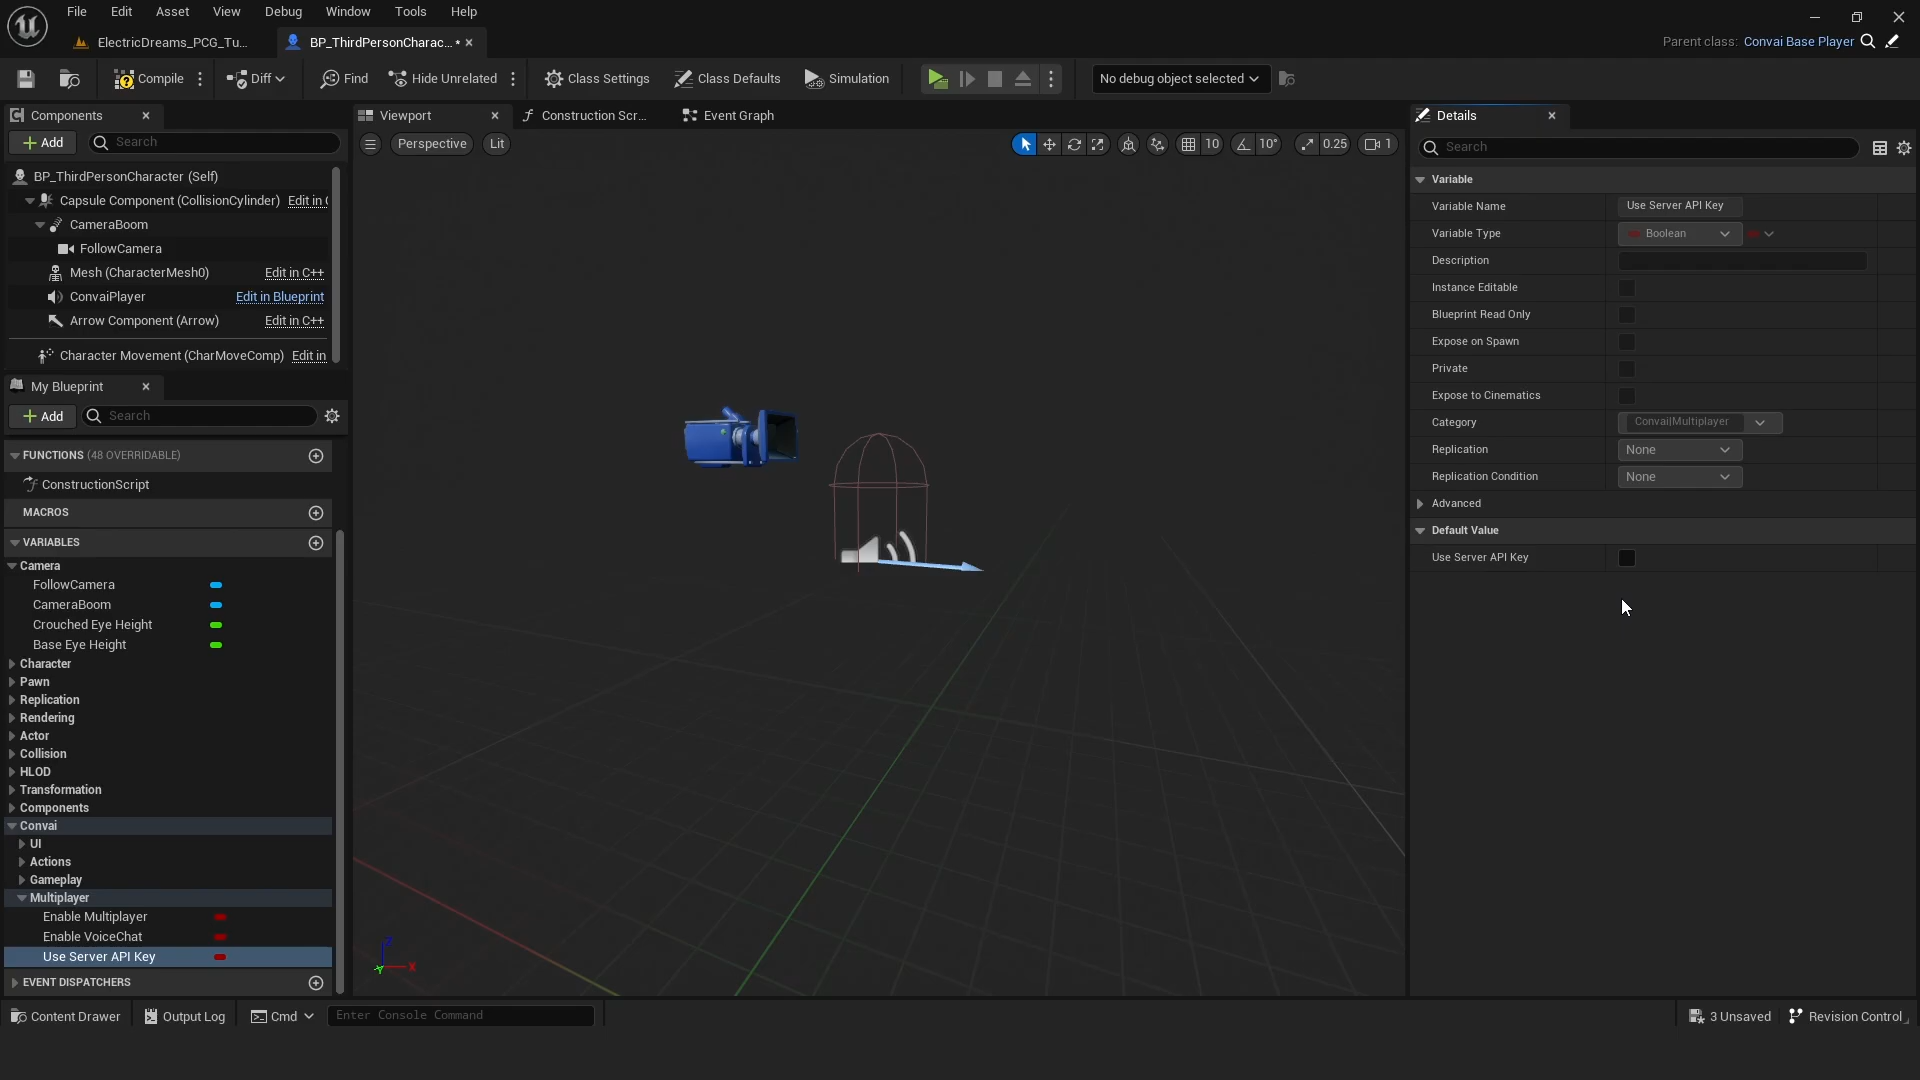 File Edit Asset View Debug Window Tools Help
ElectricDreams_PCG_Tu...
BP_ThirdPersonCharac... *
Parent class: Convai Base Player
Compile
Diff
Find
Hide Unrelated
Class Settings
Class Defaults
Simulation
No debug object selected
Components
Add
Search
BP_ThirdPersonCharacter (Self)
Capsule Component (CollisionCylinder) Edit in C
CameraBoom
FollowCamera
Mesh (CharacterMesh0) Edit in C++
ConvaiPlayer Edit in Blueprint
Arrow Component (Arrow) Edit in C++
Character Movement (CharMoveComp) Edit in
My Blueprint
Add
Search
FUNCTIONS (48 OVERRIDABLE)
ConstructionScript
MACROS
VARIABLES
Camera
FollowCamera
CameraBoom
Crouched Eye Height
Base Eye Height
Character
Pawn
Replication
Rendering
Actor
Collision
HLOD
Transformation
Components
Convai
UI
Actions
Gameplay
Multiplayer
Enable Multiplayer
Enable VoiceChat
Use Server API Key
EVENT DISPATCHERS
Viewport
Construction Scr...
Event Graph
Perspective
Lit
10
10°
0.25
1
Z
Y
X
Details
Search
Variable
Variable Name Use Server API Key
Variable Type Boolean
Description
Instance Editable
Blueprint Read Only
Expose on Spawn
Private
Expose to Cinematics
Category Convai|Multiplayer
Replication None
Replication Condition None
Advanced
Default Value
Use Server API Key
Content Drawer
Output Log
Cmd
Enter Console Command
3 Unsaved
Revision Control